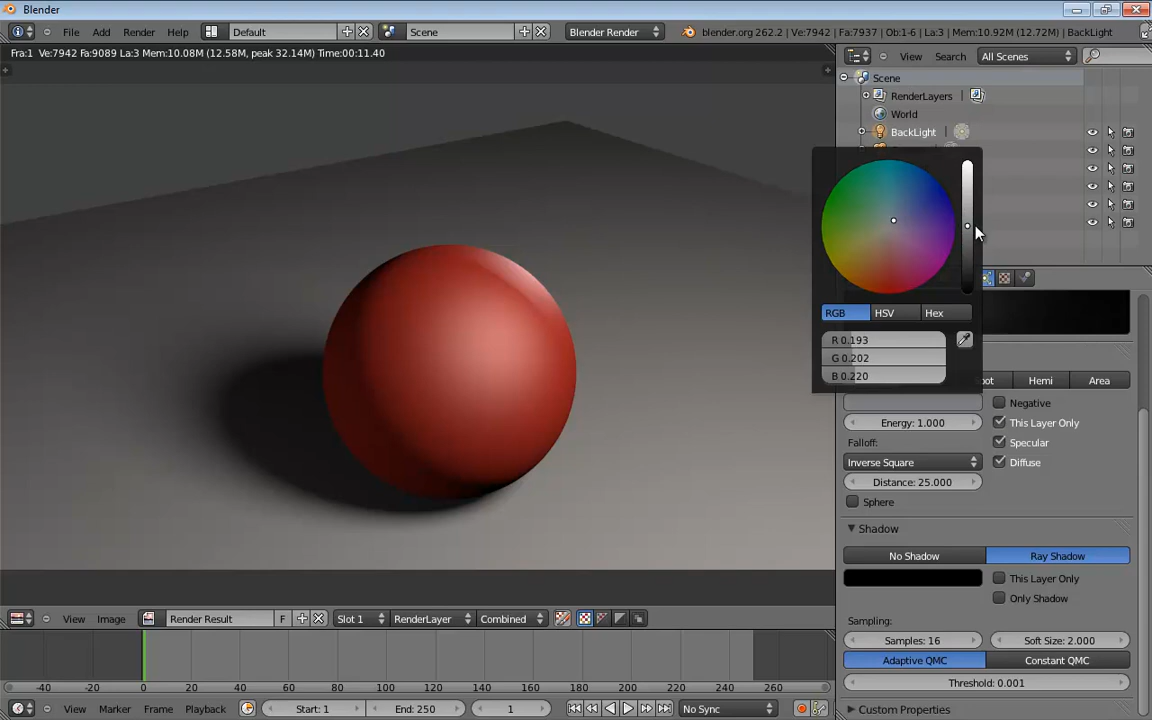 Blender
File Add Render Help Default Scene Blender Render blender.org 262.2 | Ve:7942 | Fa:7937 | Ob:1-6 | La:3 | Mem:10.92M (12.72M) | BackLight
Fra:1 Ve:7942 Fa:9089 La:3 Mem:10.08M (12.58M, peak 32.14M) Time:00:11.40
View Search All Scenes
Scene
RenderLayers |
World
BackLight |
RGB HSV Hex
R 0.193
G 0.202
B 0.220
oot Hemi Area
Negative
Energy: 1.000 This Layer Only
Falloff: Specular
Inverse Square Diffuse
Distance: 25.000
Sphere
Shadow
No Shadow Ray Shadow
This Layer Only
Only Shadow
Sampling:
Samples: 16 Soft Size: 2.000
Adaptive QMC Constant QMC
Threshold: 0.001
Custom Properties
View Image Render Result F Slot 1 RenderLayer Combined
-40 -20 0 20 40 60 80 100 120 140 160 180 200 220 240 260
View Marker Frame Playback Start: 1 End: 250 1 No Sync